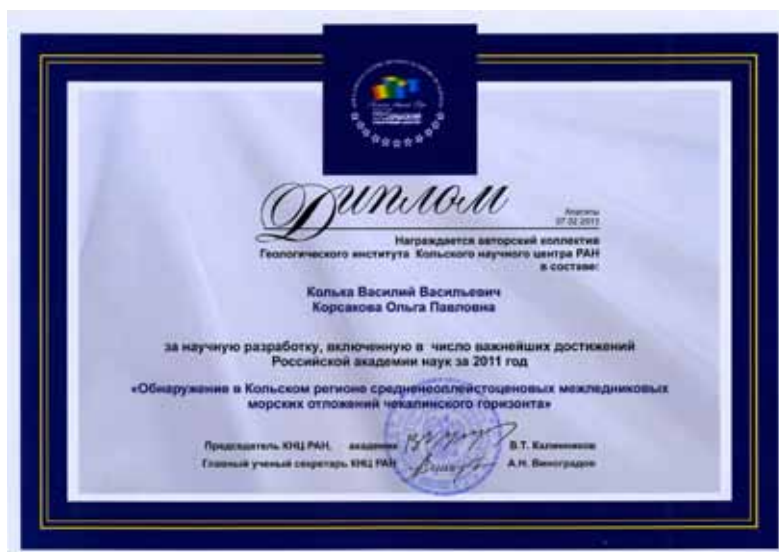 Диплом
Апатиты
07.02.2013
Награждается авторский коллектив
Геологического института Кольского научного центра РАН
в составе:
Колька Василий Васильевич
Корсакова Ольга Павловна
за научную разработку, включенную в число важнейших достижений
Российской академии наук за 2011 год
«Обнаружение в Кольском регионе средненеоплейстоценовых межледниковых
морских отложений чекалинского горизонта»
Председатель КНЦ РАН, академик В.Т. Калинников
Главный ученый секретарь КНЦ РАН А.Н. Виноградов